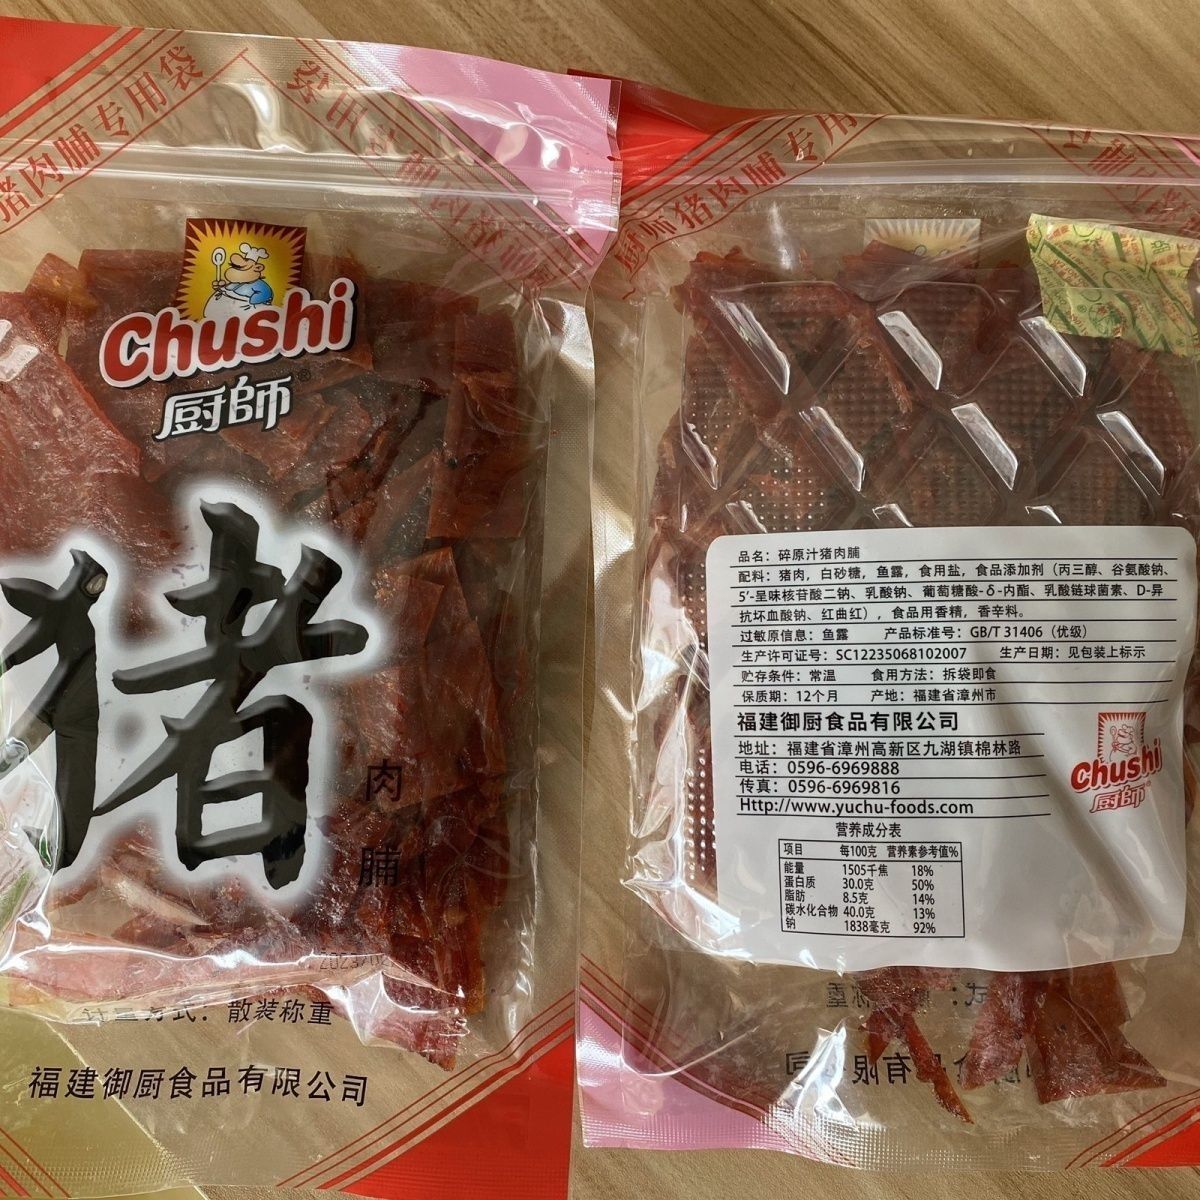 猪肉脯专用袋
厨师猪肉脯专用
Chushi
厨師®
猪
肉脯
散装称重
福建御厨食品有限公司
品名：碎原汁猪肉脯
配料：猪肉，白砂糖，鱼露，食用盐，食品添加剂（丙三醇、谷氨酸钠、
5′-呈味核苷酸二钠、乳酸钠、葡萄糖酸-δ-内酯、乳酸链球菌素、D-异
抗坏血酸钠、红曲红），食品用香精，香辛料。
过敏原信息：鱼露 产品标准号：GB/T 31406（优级）
生产许可证号：SC12235068102007 生产日期：见包装上标示
贮存条件：常温 食用方法：拆袋即食
保质期：12个月 产地：福建省漳州市
福建御厨食品有限公司
地址：福建省漳州高新区九湖镇棉林路
电话：0596-6969888
传真：0596-6969816
Http://www.yuchu-foods.com
Chushi
厨師®
营养成分表
项目 每100克 营养素参考值%
能量 1505千焦 18%
蛋白质 30.0克 50%
脂肪 8.5克 14%
碳水化合物 40.0克 13%
钠 1838毫克 92%